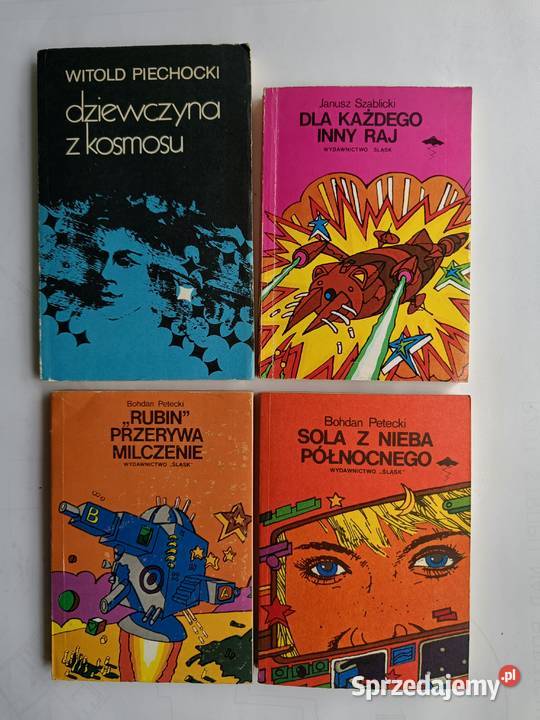 WITOLD PIECHOCKI
dziewczyna
z kosmosu
Janusz Szablicki
DLA KAŻDEGO
INNY RAJ
WYDAWNICTWO ŚLĄSK
Bohdan Petecki
„RUBIN”
PRZERYWA
MILCZENIE
WYDAWNICTWO „ŚLĄSK”
B
A
Bohdan Petecki
SOLA Z NIEBA
PÓŁNOCNEGO
WYDAWNICTWO „ŚLĄSK”
Sprzedajemy.pl